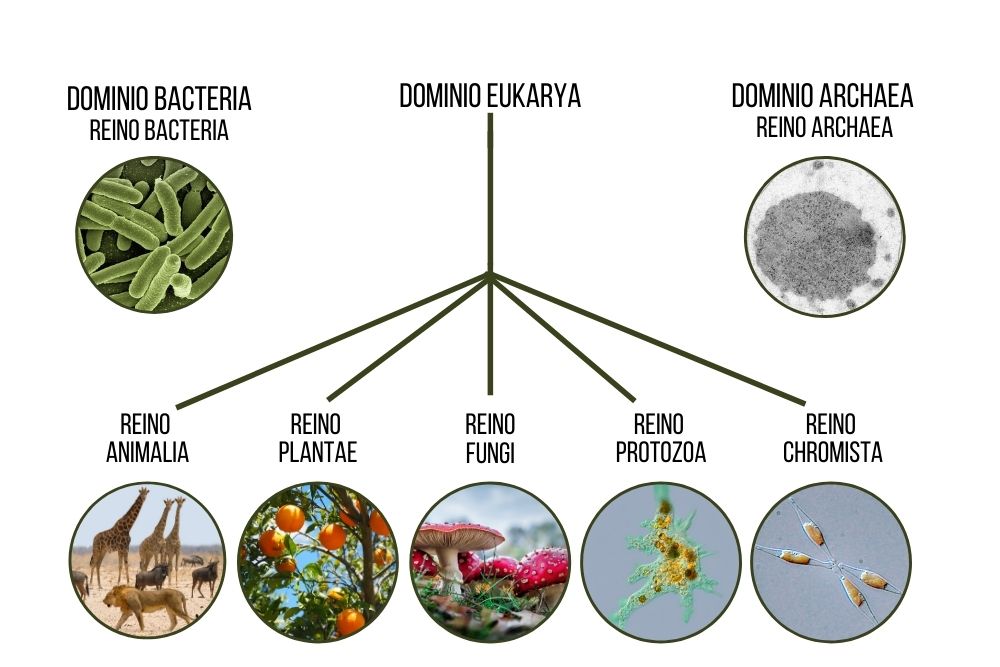 DOMINIO BACTERIA
REINO BACTERIA
DOMINIO EUKARYA
DOMINIO ARCHAEA
REINO ARCHAEA
REINO
ANIMALIA
REINO
PLANTAE
REINO
FUNGI
REINO
PROTOZOA
REINO
CHROMISTA